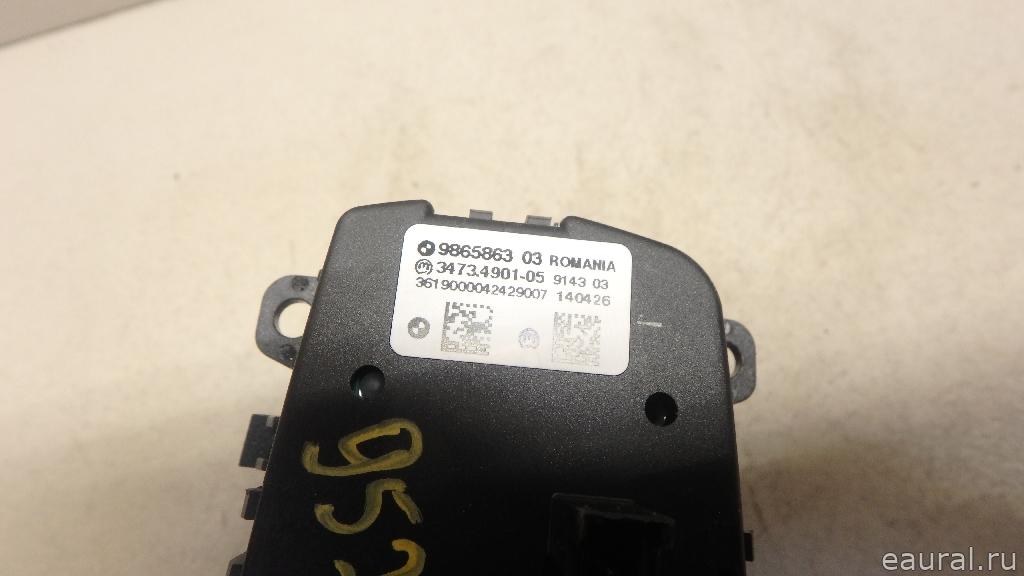 9865863 03 ROMANIA
3473.4901-05 9143 03
3619000042429007 140426
eaural.ru